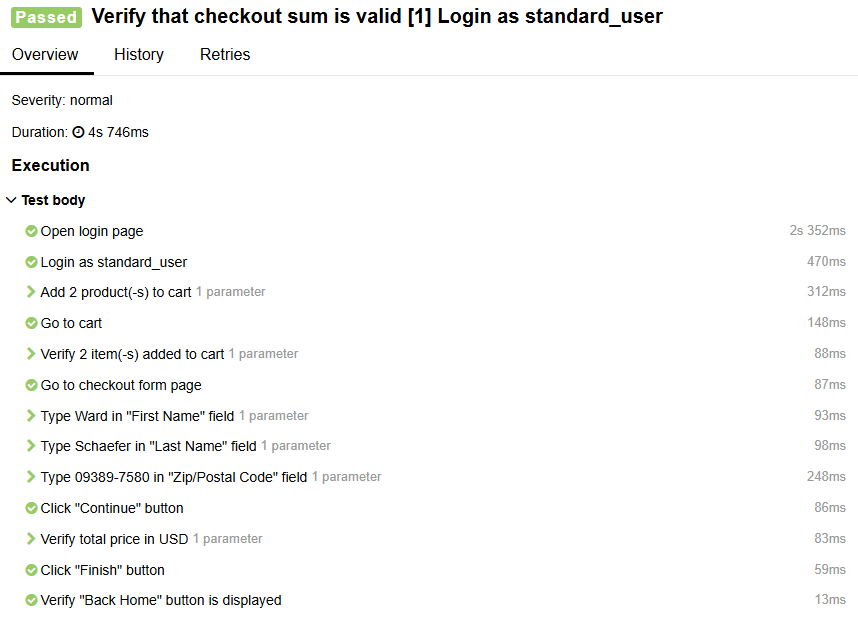 Passed Verify that checkout sum is valid [1] Login as standard_user
Overview History Retries
Severity: normal
Duration: 4s 746ms
Execution
Test body
Open login page 2s 352ms
Login as standard_user 470ms
Add 2 product(-s) to cart 1 parameter 312ms
Go to cart 148ms
Verify 2 item(-s) added to cart 1 parameter 88ms
Go to checkout form page 87ms
Type Ward in "First Name" field 1 parameter 93ms
Type Schaefer in "Last Name" field 1 parameter 98ms
Type 09389-7580 in "Zip/Postal Code" field 1 parameter 248ms
Click "Continue" button 86ms
Verify total price in USD 1 parameter 83ms
Click "Finish" button 59ms
Verify "Back Home" button is displayed 13ms